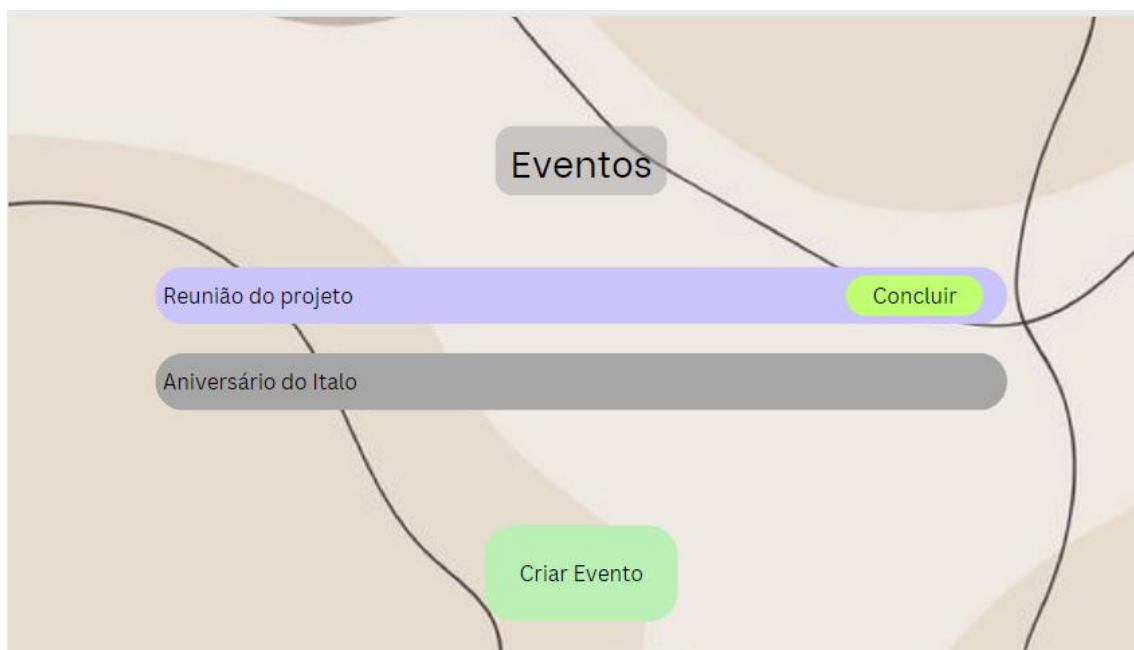 Eventos
Reunião do projeto
Concluir
Aniversário do Italo
Criar Evento